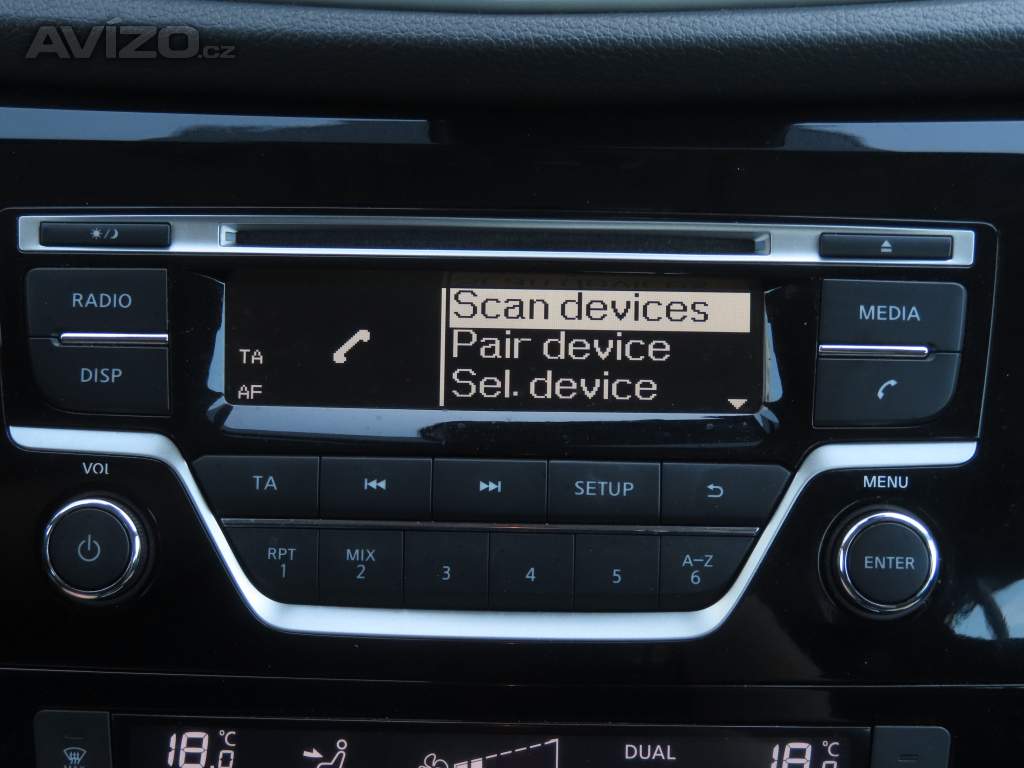 AVÍZO.cz
RADIO
DISP
TA
AF
Scan devices
Pair device
Sel. device
MEDIA
VOL
TA
SETUP
MENU
RPT
1
MIX
2
3
4
5
A-Z
6
ENTER
18.0 °C
DUAL
18 °C